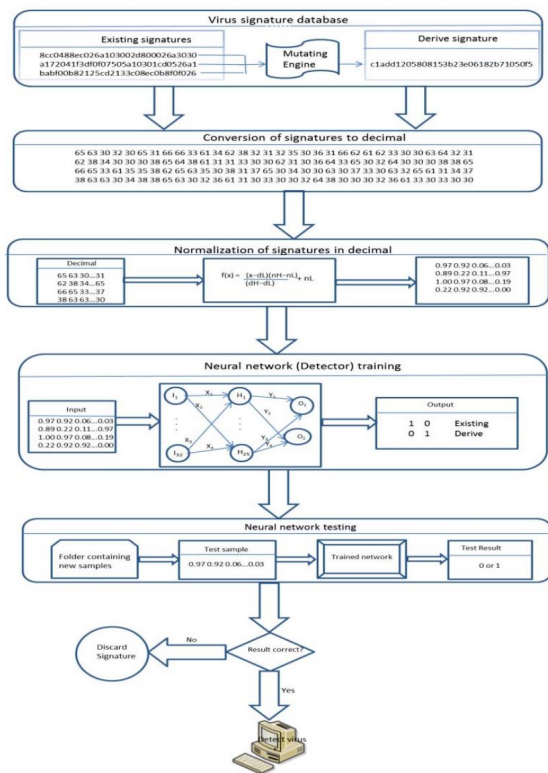 Virus signature database
Existing signatures
8cc0488ec026a103002d800026a3030
a172041f3df0f07505a10301cd0526a1
babf00b82125cd2133c08ec0b8f0f026
Mutating
Engine
Derive signature
c1add1205808153b23e06182b71050f5
Conversion of signatures to decimal
65 63 30 32 30 65 31 66 66 33 61 34 62 38 32 31 32 35 30 36 31 66 62 61 62 33 30 30 63 64 32 31
62 38 34 30 30 30 38 65 64 38 61 31 31 33 30 30 62 31 30 36 64 33 65 30 32 64 30 30 30 38 38 65
66 65 33 61 35 35 38 62 65 63 35 30 38 31 37 65 30 34 30 30 63 30 37 33 30 63 32 65 61 31 34 37
38 63 63 30 34 38 38 65 63 30 32 36 61 31 30 33 30 30 32 64 38 30 30 30 32 36 61 33 30 33 30 30
Normalization of signatures in decimal
Decimal
65 63 30...31
62 38 34...65
66 65 33...37
38 63 63...30
f(x) = (x-dL)(nH-nL) + nL
(dH-dL)
0.97 0.92 0.06...0.03
0.89 0.22 0.11...0.97
1.00 0.97 0.08...0.19
0.22 0.92 0.92...0.00
Neural network (Detector) training
Input
0.97 0.92 0.06...0.03
0.89 0.22 0.11...0.97
1.00 0.97 0.08...0.19
0.22 0.92 0.92...0.00
I1 H1 O1
I32 H25 O2
Output
1 0 Existing
0 1 Derive
Neural network testing
Folder containing
new samples
Test sample
0.97 0.92 0.06...0.03
Trained network
Test Result
0 or 1
Discard
Signature
No
Result correct?
Yes
Detect virus